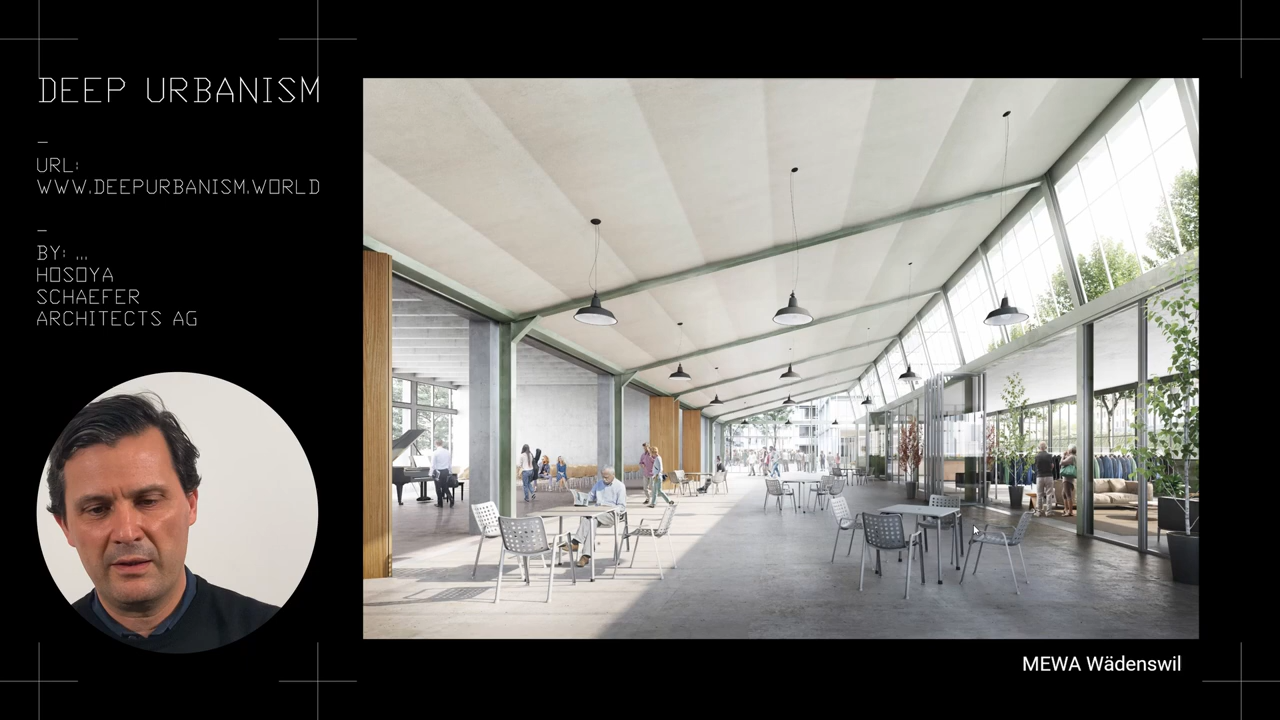 DEEP URBANISM
–
URL:
WWW.DEEPURBANISM.WORLD
–
BY: ...
HOSOYA
SCHAEFER
ARCHITECTS AG
MEWA Wädenswil